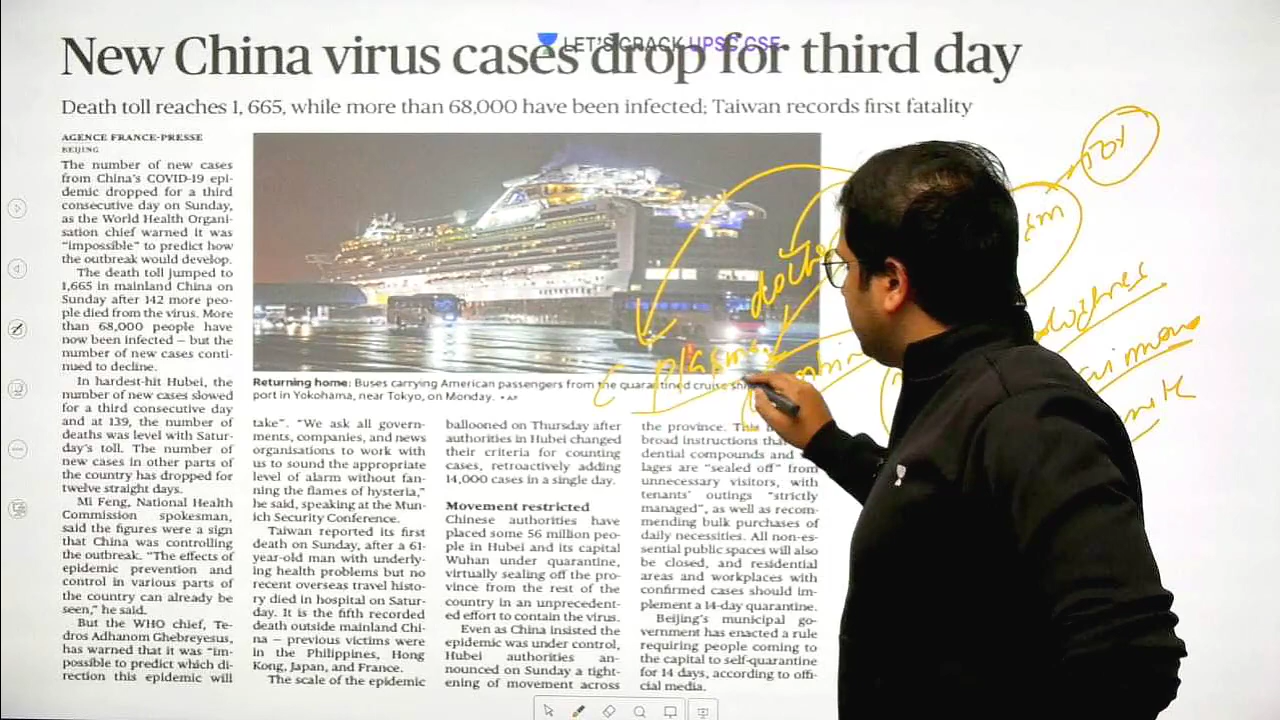 LET'S CRACK UPSC CSE
New China virus cases drop for third day
Death toll reaches 1, 665, while more than 68,000 have been infected; Taiwan records first fatality
AGENCE FRANCE-PRESSE
BEIJING
The number of new cases
from China's COVID-19 epi-
demic dropped for a third
consecutive day on Sunday,
as the World Health Organi-
sation chief warned it was
"impossible" to predict how
the outbreak would develop.
The death toll jumped to
1,665 in mainland China on
Sunday after 142 more peo-
ple died from the virus. More
than 68,000 people have
now been infected – but the
number of new cases conti-
nued to decline.
In hardest-hit Hubei, the
number of new cases slowed
for a third consecutive day
and at 139, the number of
deaths was level with Satur-
day's toll. The number of
new cases in other parts of
the country has dropped for
twelve straight days.
Mi Feng, National Health
Commission spokesman,
said the figures were a sign
that China was controlling
the outbreak. "The effects of
epidemic prevention and
control in various parts of
the country can already be
seen," he said.
But the WHO chief, Te-
dros Adhanom Ghebreyesus,
has warned that it was "im-
possible to predict which di-
rection this epidemic will
Returning home: Buses carrying American passengers from the quarantined cruise
port in Yokohama, near Tokyo, on Monday. • AP
take". "We ask all govern-
ments, companies, and news
organisations to work with
us to sound the appropriate
level of alarm without fan-
ning the flames of hysteria,"
he said, speaking at the Mun-
ich Security Conference.
Taiwan reported its first
death on Sunday, after a 61-
year-old man with underly-
ing health problems but no
recent overseas travel histo-
ry died in hospital on Satur-
day. It is the fifth recorded
death outside mainland Chi-
na – previous victims were
in the Philippines, Hong
Kong, Japan, and France.
The scale of the epidemic
ballooned on Thursday after
authorities in Hubei changed
their criteria for counting
cases, retroactively adding
14,000 cases in a single day.
Movement restricted
Chinese authorities have
placed some 56 million peo-
ple in Hubei and its capital
Wuhan under quarantine,
virtually sealing off the pro-
vince from the rest of the
country in an unprecedent-
ed effort to contain the virus.
Even as China insisted the
epidemic was under control,
Hubei authorities an-
nounced on Sunday a tight-
ening of movement across
the province.
broad instructions
dential compounds and
lages are "sealed off" from
unnecessary visitors, with
tenants' outings "strictly
managed", as well as recom-
mending bulk purchases of
daily necessities. All non-es-
sential public spaces will also
be closed, and residential
areas and workplaces with
confirmed cases should im-
plement a 14-day quarantine.
Beijing's municipal go-
vernment has enacted a rule
requiring people coming to
the capital to self-quarantine
for 14 days, according to offi-
cial media.